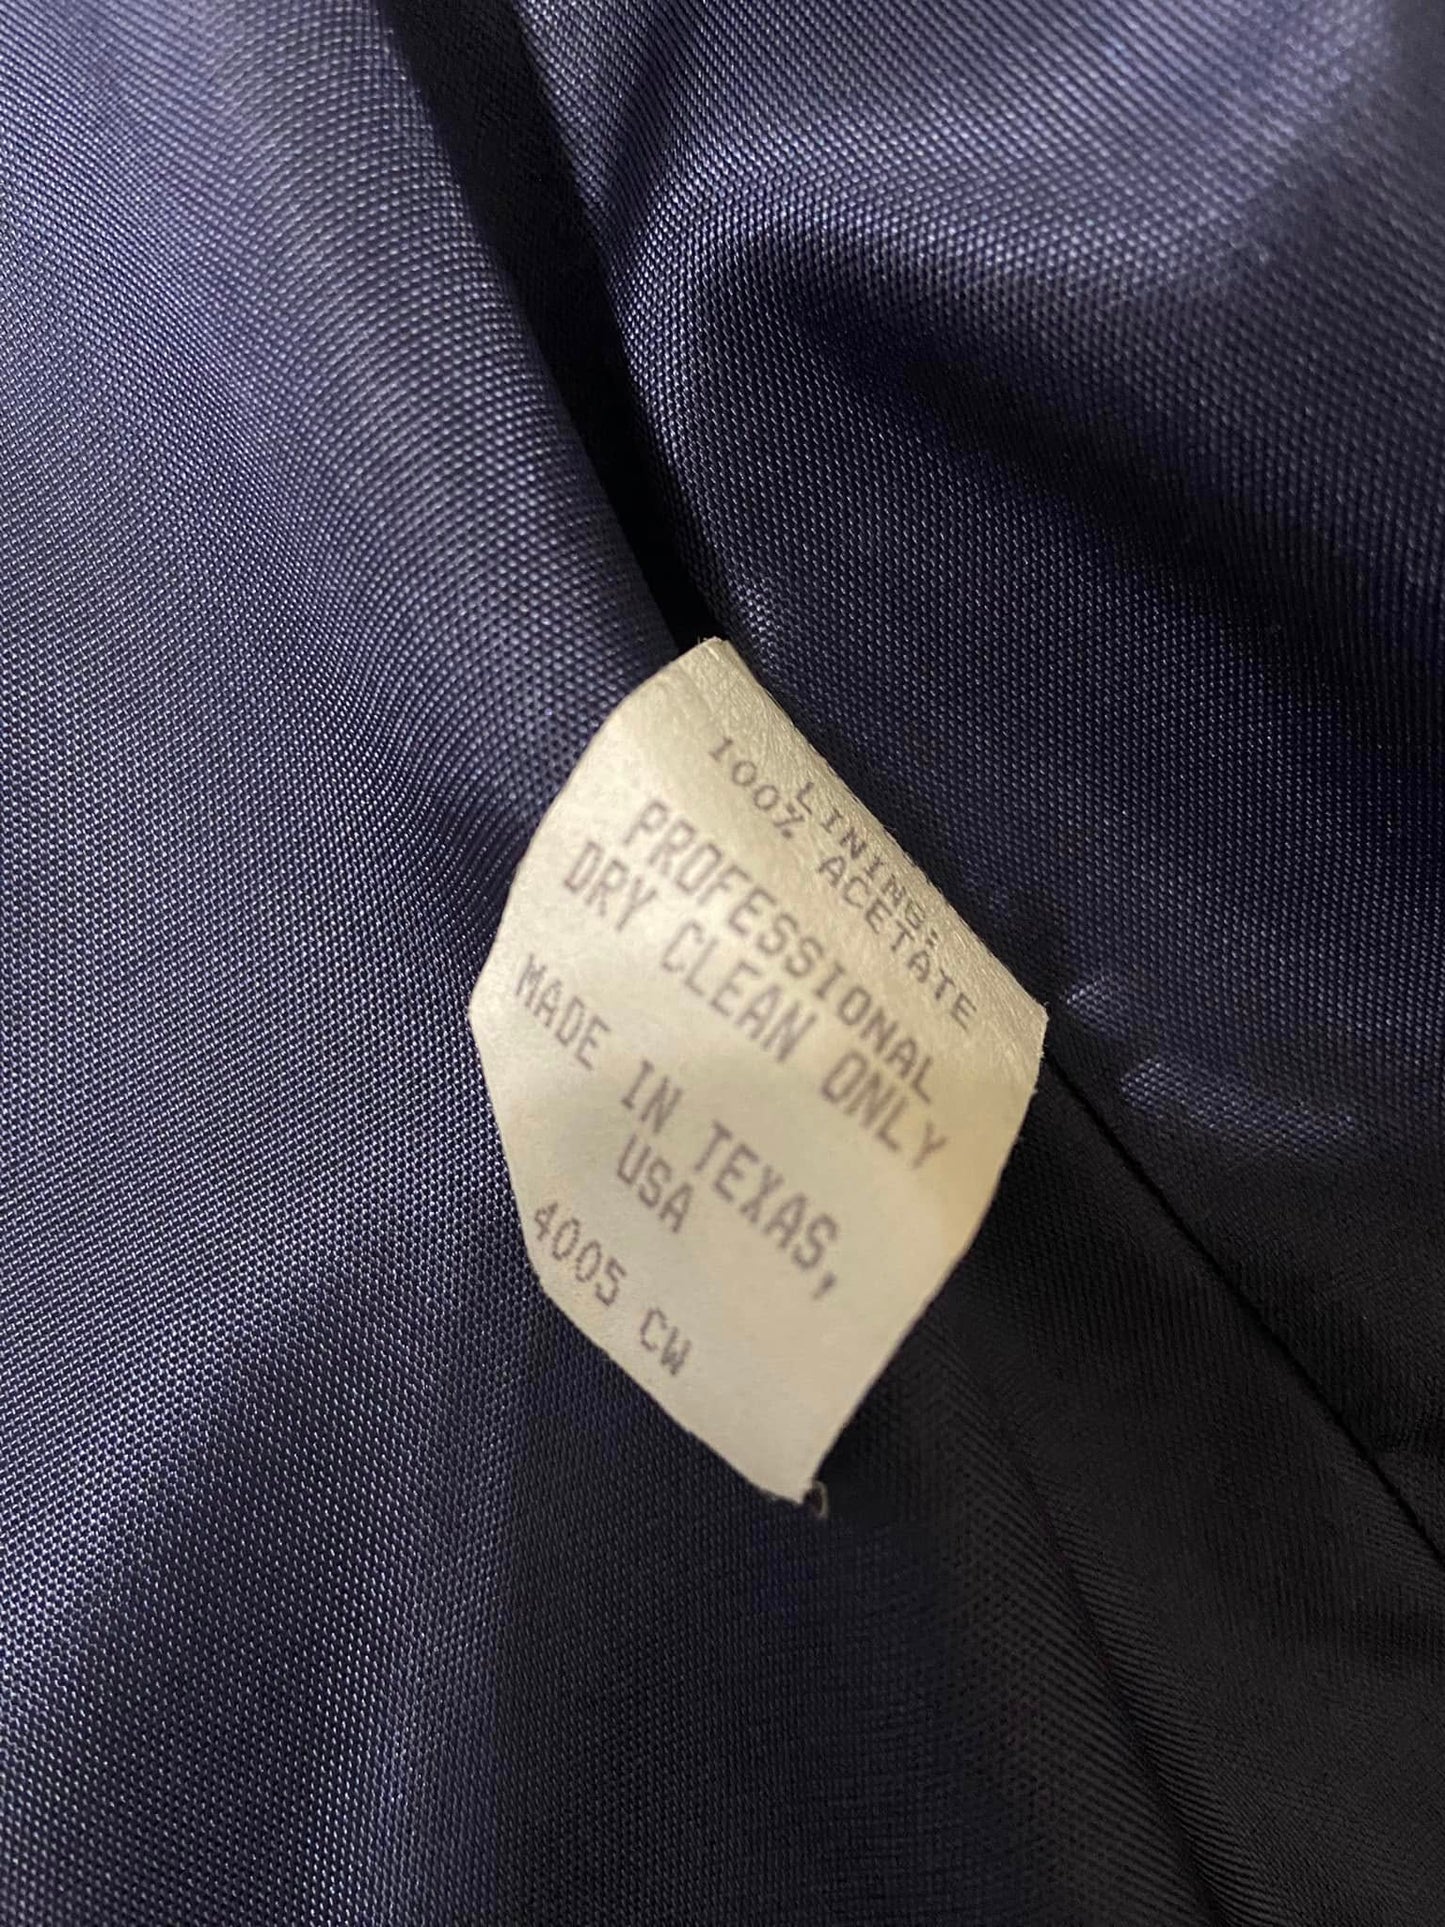 LINING:
100% ACETATE
PROFESSIONAL
DRY CLEAN ONLY
MADE IN TEXAS,
USA
4005 CW